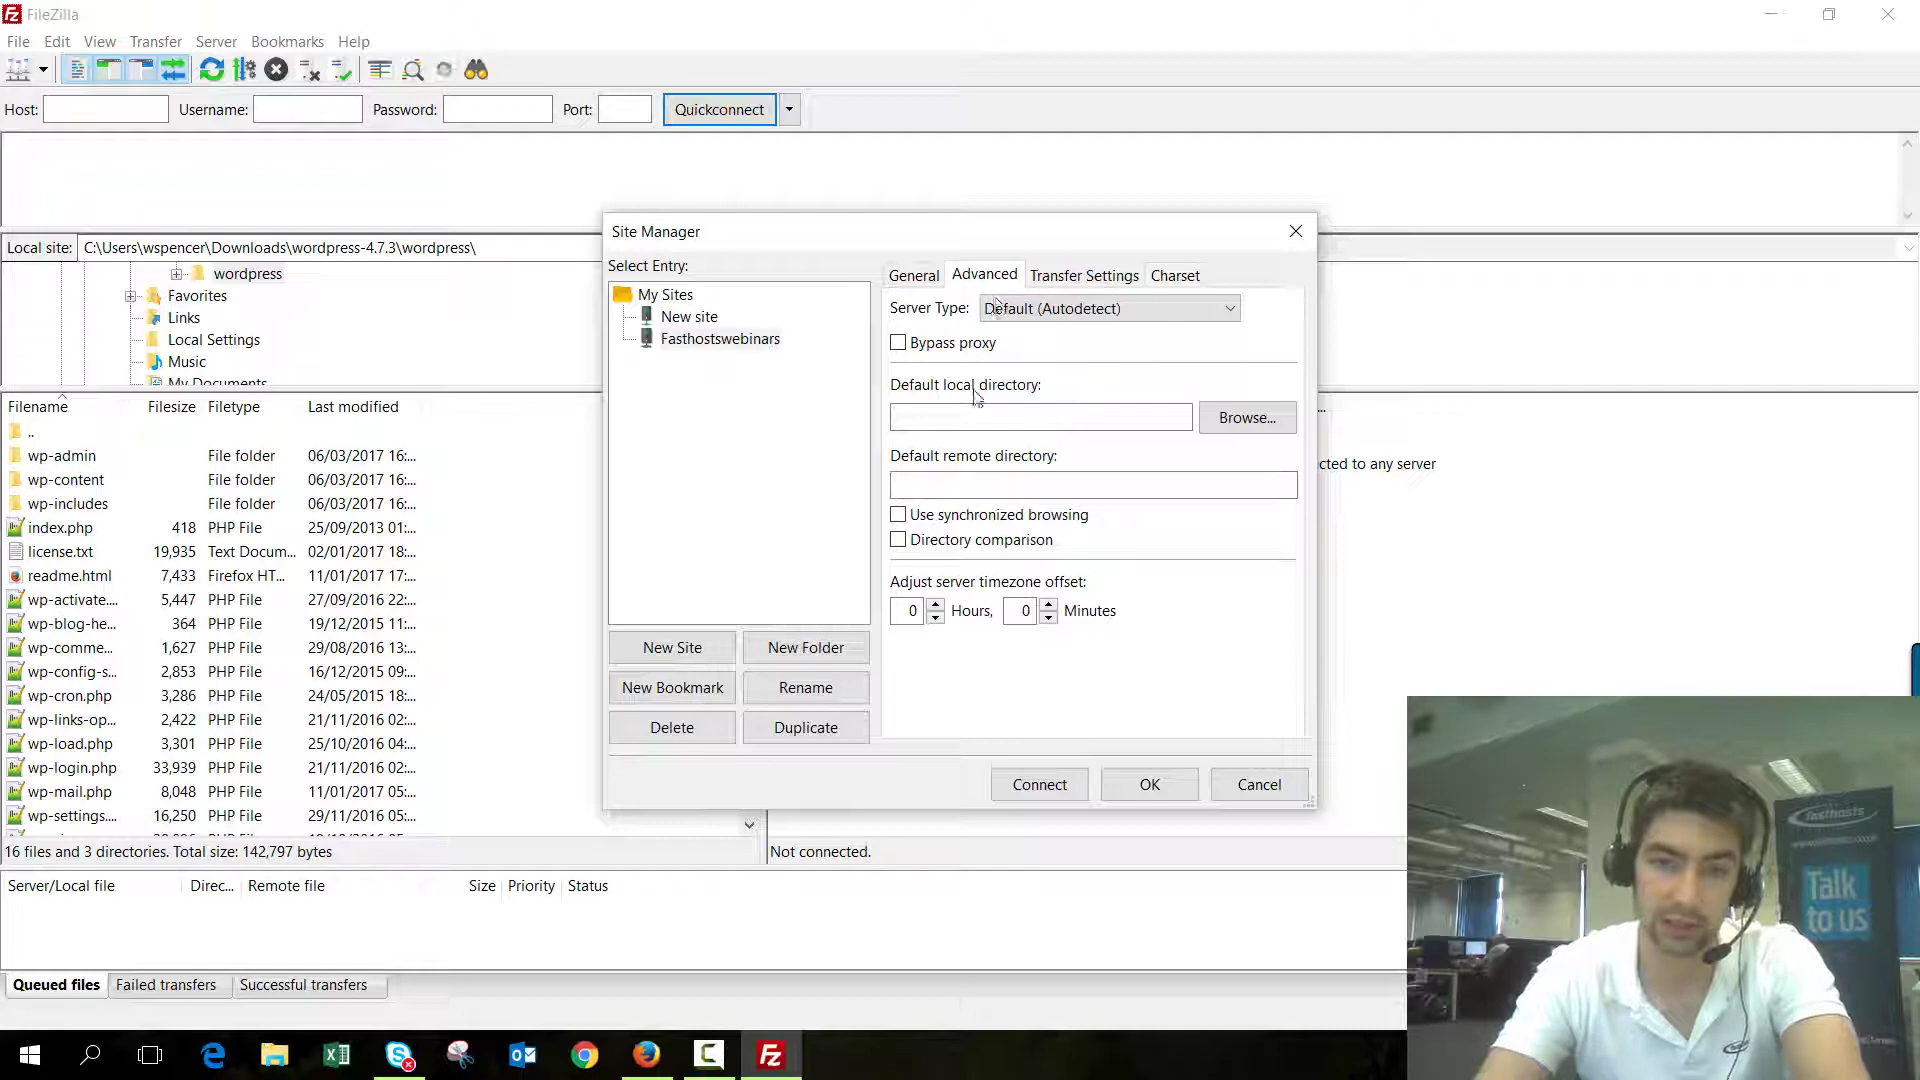 FileZilla
File Edit View Transfer Server Bookmarks Help
Host: Username: Password: Port: Quickconnect
Local site: C:\Users\wspencer\Downloads\wordpress-4.7.3\wordpress\
wordpress
Favorites
Links
Local Settings
Music
My Documents
Filename Filesize Filetype Last modified
..
wp-admin File folder 06/03/2017 16:...
wp-content File folder 06/03/2017 16:...
wp-includes File folder 06/03/2017 16:...
index.php 418 PHP File 25/09/2013 01:...
license.txt 19,935 Text Docum... 02/01/2017 18:...
readme.html 7,433 Firefox HT... 11/01/2017 17:...
wp-activate.... 5,447 PHP File 27/09/2016 22:...
wp-blog-he... 364 PHP File 19/12/2015 11:...
wp-comme... 1,627 PHP File 29/08/2016 13:...
wp-config-s... 2,853 PHP File 16/12/2015 09:...
wp-cron.php 3,286 PHP File 24/05/2015 18:...
wp-links-op... 2,422 PHP File 21/11/2016 02:...
wp-load.php 3,301 PHP File 25/10/2016 04:...
wp-login.php 33,939 PHP File 21/11/2016 02:...
wp-mail.php 8,048 PHP File 11/01/2017 05:...
wp-settings.... 16,250 PHP File 29/11/2016 05:...
16 files and 3 directories. Total size: 142,797 bytes
Site Manager
Select Entry:
My Sites
New site
Fasthostswebinars
New Site New Folder
New Bookmark Rename
Delete Duplicate
General Advanced Transfer Settings Charset
Server Type: Default (Autodetect)
Bypass proxy
Default local directory:
Browse...
Default remote directory:
Use synchronized browsing
Directory comparison
Adjust server timezone offset:
0 Hours, 0 Minutes
Connect OK Cancel
cted to any server
Not connected.
Server/Local file Direc... Remote file Size Priority Status
Queued files Failed transfers Successful transfers
fasthosts
Talk
to us